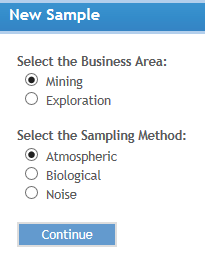 New Sample
Select the Business Area:
Mining
Exploration
Select the Sampling Method:
Atmospheric
Biological
Noise
Continue